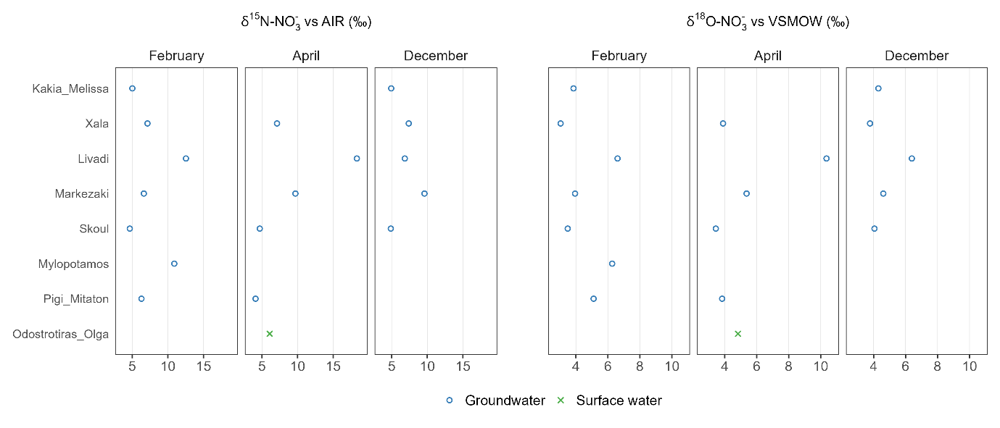 δ¹⁵N-NO₃⁻ vs AIR (‰) δ¹⁸O-NO₃⁻ vs VSMOW (‰)
February April December February April December
Kakia_Melissa
Xala
Livadi
Markezaki
Skoul
Mylopotamos
Pigi_Mitaton
Odostrotiras_Olga
5 10 15 5 10 15 5 10 15 4 6 8 10 4 6 8 10 4 6 8 10
Groundwater Surface water